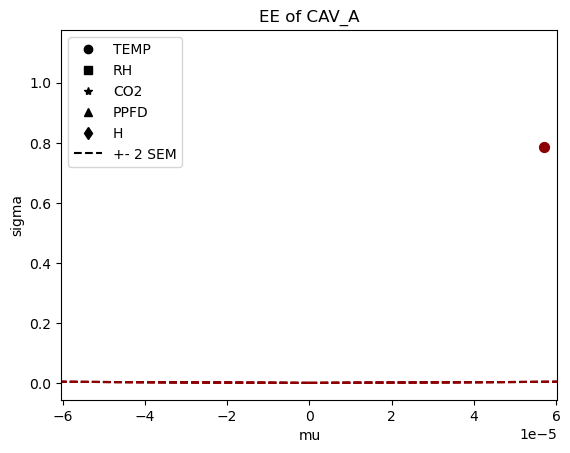 EE of CAV_A
TEMP
RH
CO2
PPFD
H
+- 2 SEM
1.0
0.8
0.6
0.4
0.2
0.0
sigma
−6
−4
−2
0
2
4
6
1e−5
mu